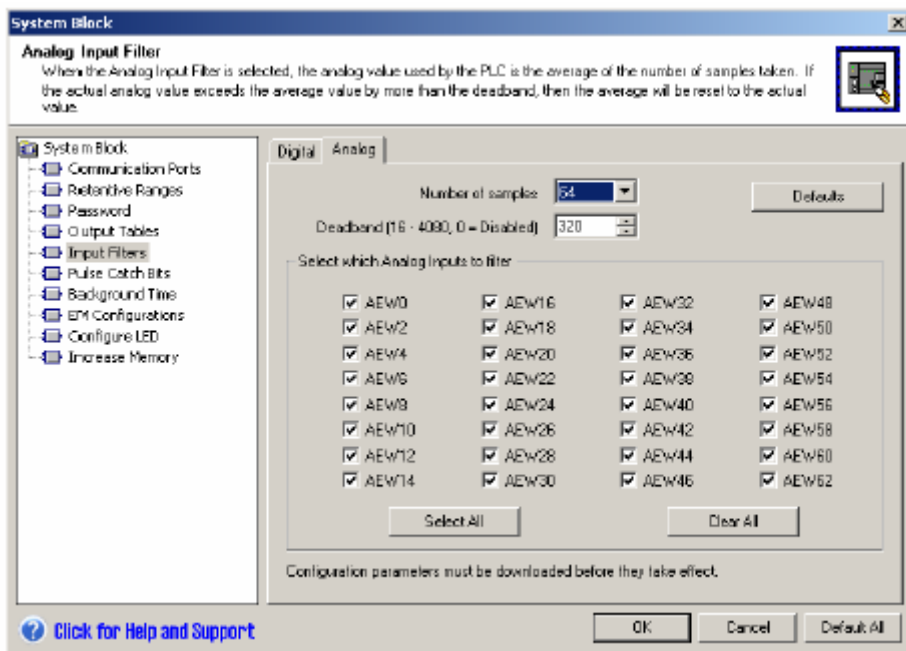 System Block
Analog Input Filter
When the Analog Input Filter is selected, the analog value used by the PLC is the average of the number of samples taken. If
the actual analog value exceeds the average value by more than the deadband, then the average will be reset to the actual
value.
System Block
Communication Ports
Retentive Ranges
Password
Output Tables
Input Filters
Pulse Catch Bits
Background Time
EM Configurations
Configure LED
Increase Memory
Digital Analog
Number of samples 64
Defaults
Deadband (16 - 4080, 0 = Disabled) 320
Select which Analog Inputs to filter
AEW0 AEW16 AEW32 AEW48
AEW2 AEW18 AEW34 AEW50
AEW4 AEW20 AEW36 AEW52
AEW6 AEW22 AEW38 AEW54
AEW8 AEW24 AEW40 AEW56
AEW10 AEW26 AEW42 AEW58
AEW12 AEW28 AEW44 AEW60
AEW14 AEW30 AEW46 AEW62
Select All Clear All
Configuration parameters must be downloaded before they take effect.
Click for Help and Support
OK Cancel Default All